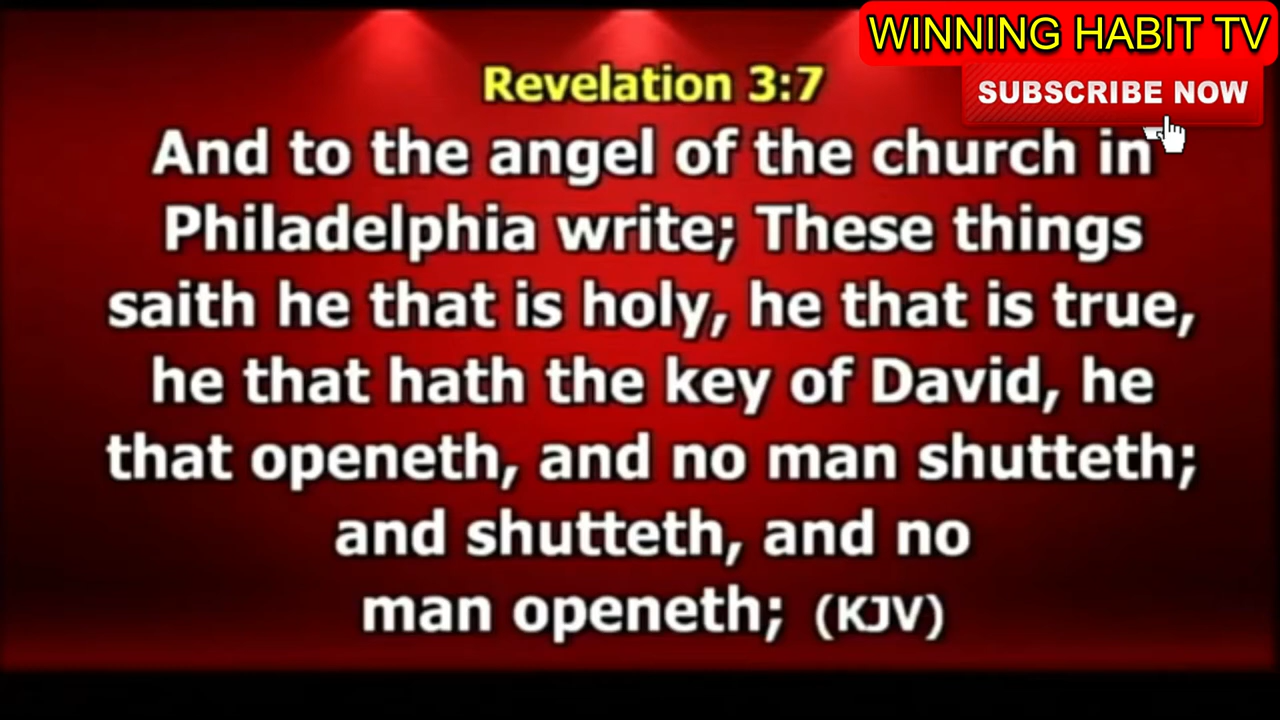 WINNING HABIT TV
SUBSCRIBE NOW
Revelation 3:7
And to the angel of the church in
Philadelphia write; These things
saith he that is holy, he that is true,
he that hath the key of David, he
that openeth, and no man shutteth;
and shutteth, and no
man openeth; (KJV)